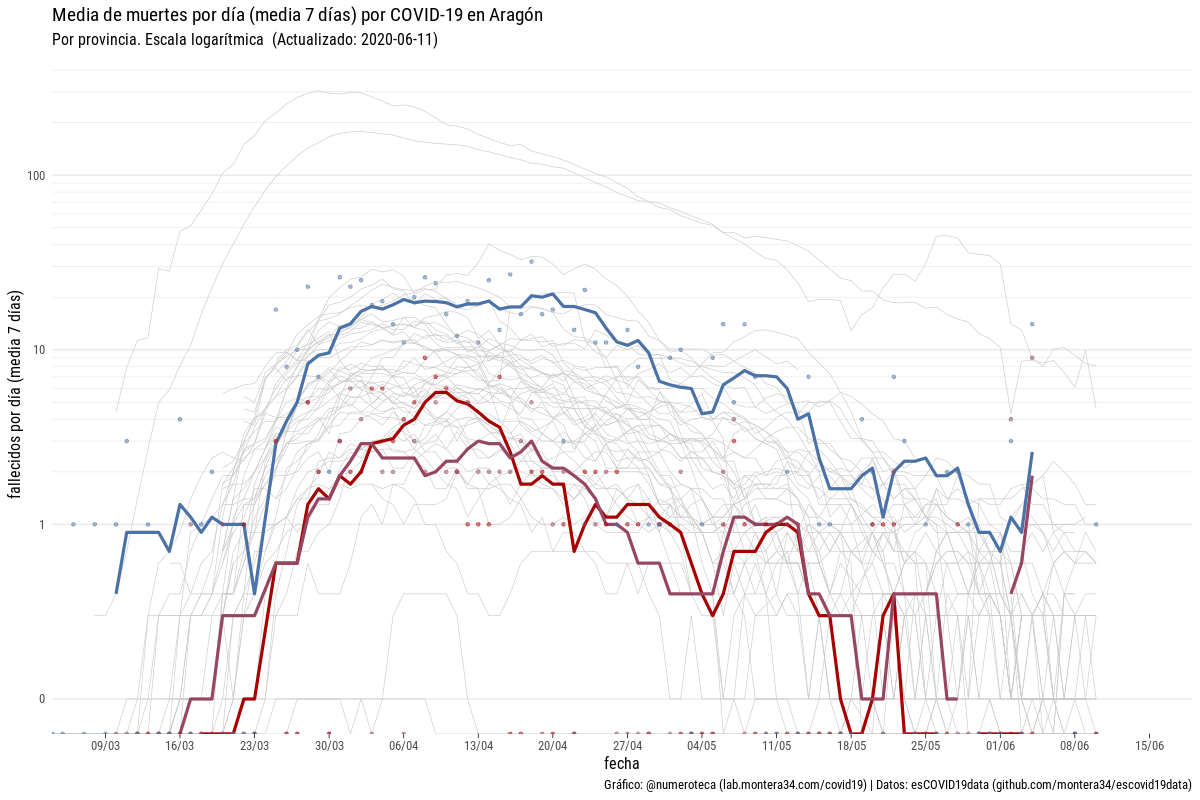 Media de muertes por día (media 7 días) por COVID-19 en Aragón
Por provincia. Escala logarítmica  (Actualizado: 2020-06-11)
fallecidos por día (media 7 días)
100
10
1
0
09/03 16/03 23/03 30/03 06/04 13/04 20/04 27/04 04/05 11/05 18/05 25/05 01/06 08/06 15/06
fecha
Gráfico: @numeroteca (lab.montera34.com/covid19) | Datos: esCOVID19data (github.com/montera34/escovid19data)